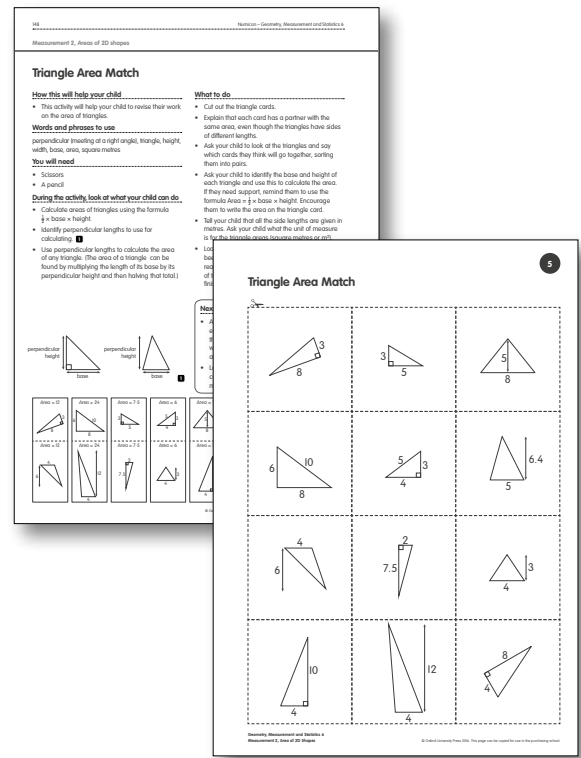 148
Numicon – Geometry, Measurement and Statistics 6
Measurement 2, Areas of 2D shapes
Triangle Area Match
How this will help your child
• This activity will help your child to revise their work
on the area of triangles.
Words and phrases to use
perpendicular (meeting at a right angle), triangle, height,
width, base, area, square metres
You will need
• Scissors
• A pencil
During the activity, look at what your child can do
• Calculate areas of triangles using the formula
½ × base × height.
• Identify perpendicular lengths to use for
calculating. 1
• Use perpendicular lengths to calculate the area
of any triangle. (The area of a triangle can be
found by multiplying the length of its base by its
perpendicular height and then halving that total.)
What to do
• Cut out the triangle cards.
• Explain that each card has a partner with the
same area, even though the triangles have sides
of different lengths.
• Ask your child to look at the triangles and say
which cards they think will go together, sorting
them into pairs.
• Ask your child to identify the base and height of
each triangle and use this to calculate the area.
If they need support, remind them to use the
formula Area = ½ × base × height. Encourage
them to write the area on the triangle card.
• Tell your child that all the side lengths are given in
metres. Ask your child what the unit of measure
is for the triangle areas (square metres or m²).
perpendicular
height
base
perpendicular
height
base
1
Area = 12
Area = 24
Area = 7·5
Area = 6
Area = 12
Area = 24
Area = 7·5
Area = 6
5
Triangle Area Match
3
8
3
5
5
8
6
10
8
5
3
4
6.4
5
4
6
2
7.5
3
4
10
4
12
4
8
4
Geometry, Measurement and Statistics 6
Measurement 2, Area of 2D Shapes
© Oxford University Press 2016. This page can be copied for use in the purchasing school.